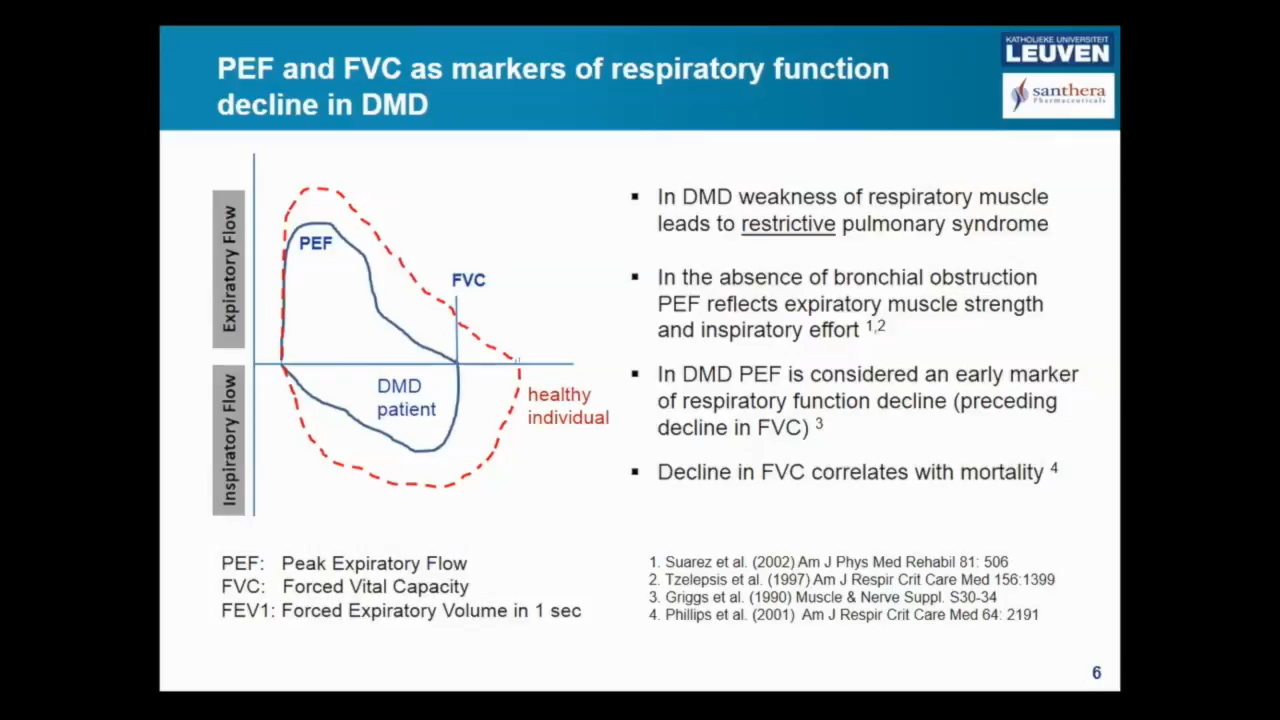 PEF and FVC as markers of respiratory function
decline in DMD
KATHOLIEKE UNIVERSITEIT
LEUVEN
santhera
Pharmaceuticals
Expiratory Flow
Inspiratory Flow
PEF
FVC
DMD
patient
healthy
individual
▪ In DMD weakness of respiratory muscle
leads to restrictive pulmonary syndrome
▪ In the absence of bronchial obstruction
PEF reflects expiratory muscle strength
and inspiratory effort 1,2
▪ In DMD PEF is considered an early marker
of respiratory function decline (preceding
decline in FVC) 3
▪ Decline in FVC correlates with mortality 4
PEF: Peak Expiratory Flow
FVC: Forced Vital Capacity
FEV1: Forced Expiratory Volume in 1 sec
1. Suarez et al. (2002) Am J Phys Med Rehabil 81: 506
2. Tzelepsis et al. (1997) Am J Respir Crit Care Med 156:1399
3. Griggs et al. (1990) Muscle & Nerve Suppl. S30-34
4. Phillips et al. (2001) Am J Respir Crit Care Med 64: 2191
6